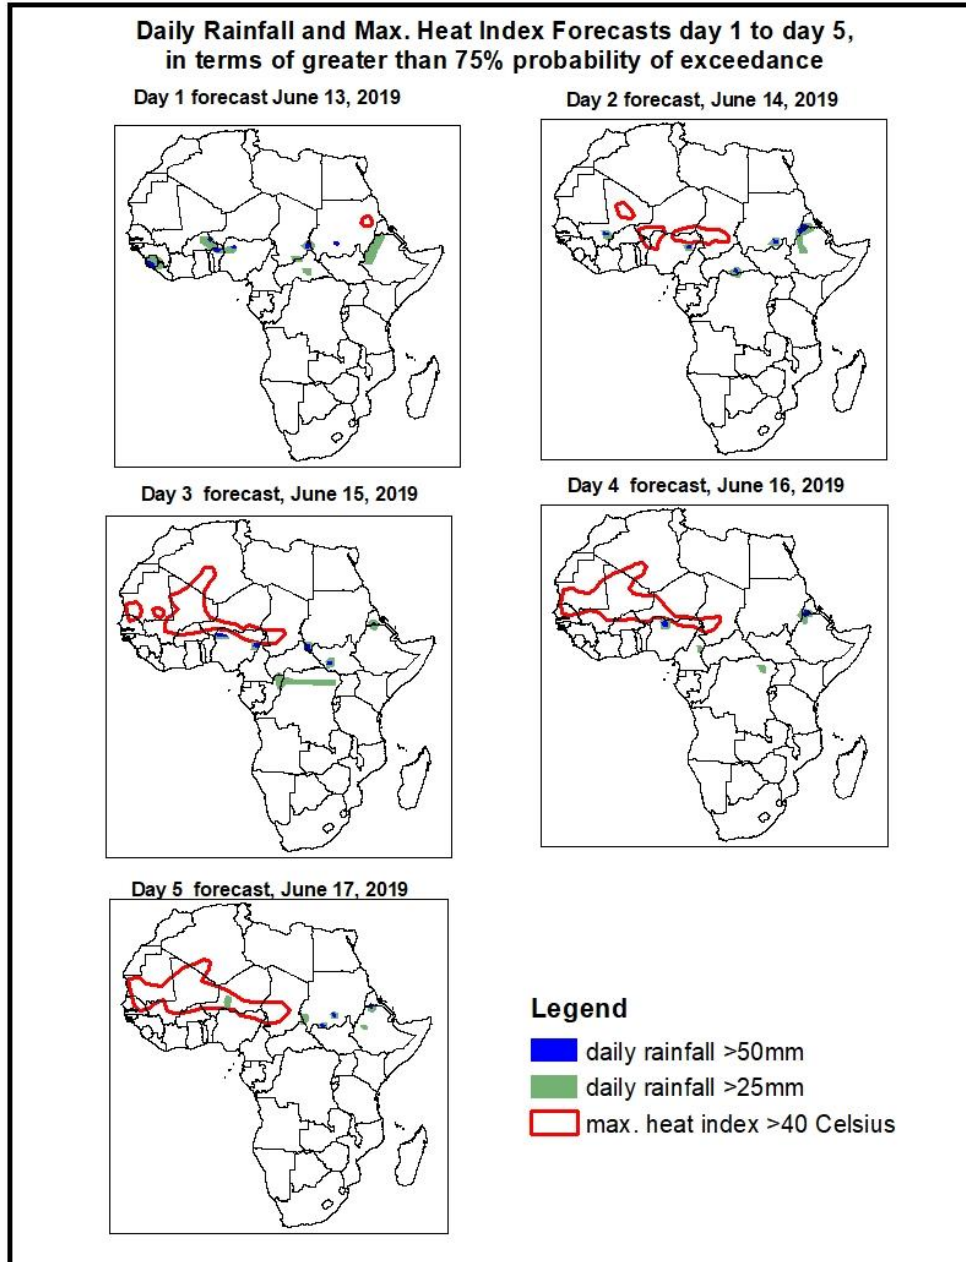 Daily Rainfall and Max. Heat Index Forecasts day 1 to day 5,
in terms of greater than 75% probability of exceedance
Day 1 forecast June 13, 2019
Day 2 forecast, June 14, 2019
Day 3 forecast, June 15, 2019
Day 4 forecast, June 16, 2019
Day 5 forecast, June 17, 2019
Legend
daily rainfall >50mm
daily rainfall >25mm
max. heat index >40 Celsius